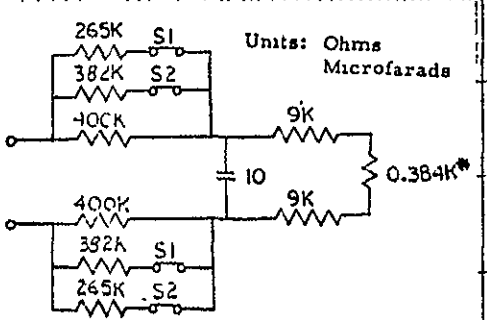 265K S1
Units: Ohms
Microfarads
382K S2
400K
9K
10
0.384K*
400K
9K
382K S1
265K S2